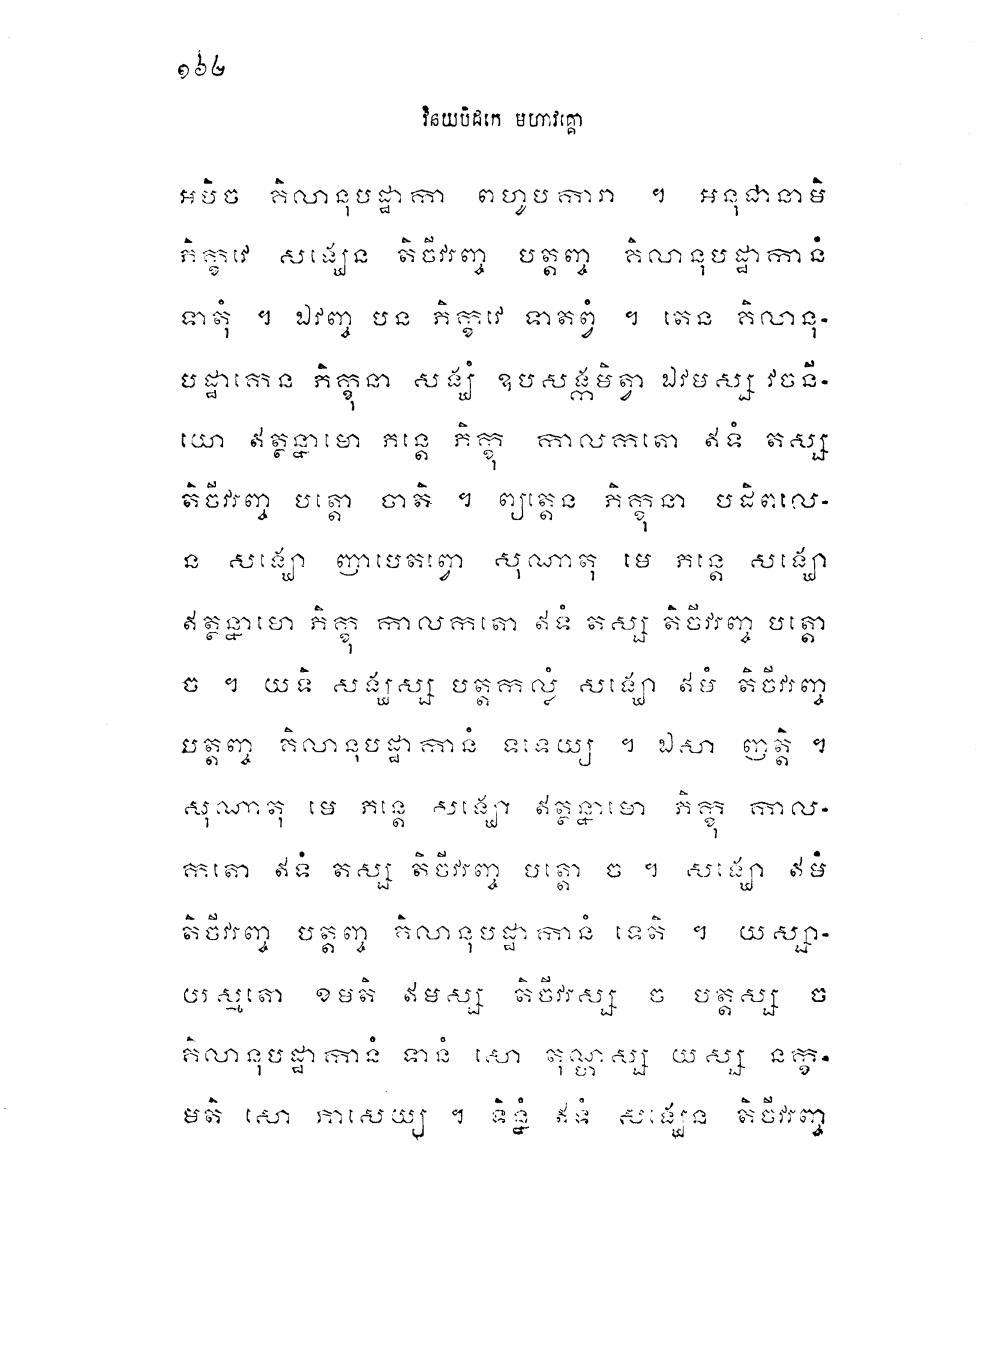 ១៦៤
វិនយបិដកេ មហាវគ្គោ
អបិច គិលានុបដ្ឋាកា ពហូបការា ។ អនុជានាមិ
ភិក្ខវេ សង្ឃេន តិចីវរញ្ច បត្តញ្ច គិលានុបដ្ឋាកានំ
ទាតុំ ។ ឯវញ្ច បន ភិក្ខវេ ទាតព្វំ ។ តេន គិលានុ-
បដ្ឋាកេន ភិក្ខុនា សង្ឃំ ឧបសង្កមិត្វា ឯវមស្ស វចនី-
យោ ឥត្ថន្នាមោ ភន្តេ ភិក្ខុ កាលកតោ ឥទំ តស្ស
តិចីវរញ្ច បត្តោ ចាតិ ។ ព្យត្តេន ភិក្ខុនា បដិពលេ-
ន សង្ឃោ ញាបេតព្វោ សុណាតុ មេ ភន្តេ សង្ឃោ
ឥត្ថន្នាមោ ភិក្ខុ កាលកតោ ឥទំ តស្ស តិចីវរញ្ច បត្តោ
ច ។ យទិ សង្ឃស្ស បត្តកល្លំ សង្ឃោ ឥមំ តិចីវរញ្ច
បត្តញ្ច គិលានុបដ្ឋាកានំ ទទេយ្យ ។ ឯសា ញត្តិ ។
សុណាតុ មេ ភន្តេ សង្ឃោ ឥត្ថន្នាមោ ភិក្ខុ កាល-
កតោ ឥទំ តស្ស តិចីវរញ្ច បត្តោ ច ។ សង្ឃោ ឥមំ
តិចីវរញ្ច បត្តញ្ច គិលានុបដ្ឋាកានំ ទេតិ ។ យស្សា-
យស្មតោ ខមតិ ឥមស្ស តិចីវរស្ស ច បត្តស្ស ច
គិលានុបដ្ឋាកានំ ទានំ សោ តុណ្ហស្ស យស្ស នក្ខ-
មតិ សោ ភាសេយ្យ ។ ទិន្នំ ឥទំ សង្ឃេន តិចីវរញ្ច